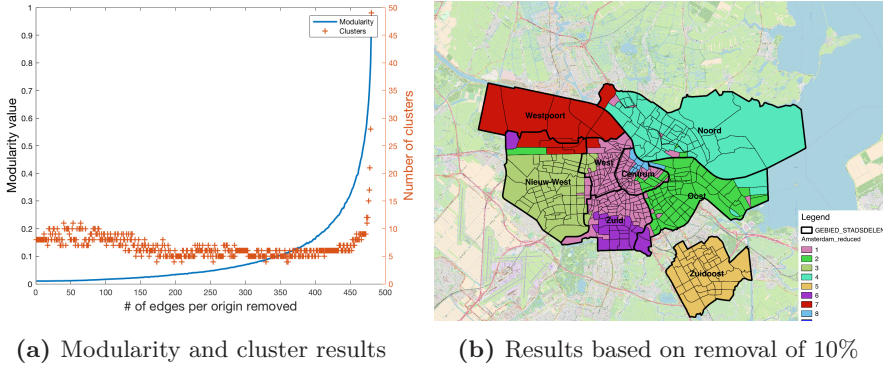 Modularity
Clusters
Modularity value
1
0.9
0.8
0.7
0.6
0.5
0.4
0.3
0.2
0.1
0
50
45
40
35
30
25
20
15
10
5
0
Number of clusters
0 50 100 150 200 250 300 350 400 450 500
# of edges per origin removed
Westpoort
Noord
West
Centrum
Nieuw-West
Oost
Zuid
Zuidoost
Legend
GEBIED_STADSDELEN
Amsterdam_reduced
1
2
3
4
5
6
7
8
(a) Modularity and cluster results
(b) Results based on removal of 10%